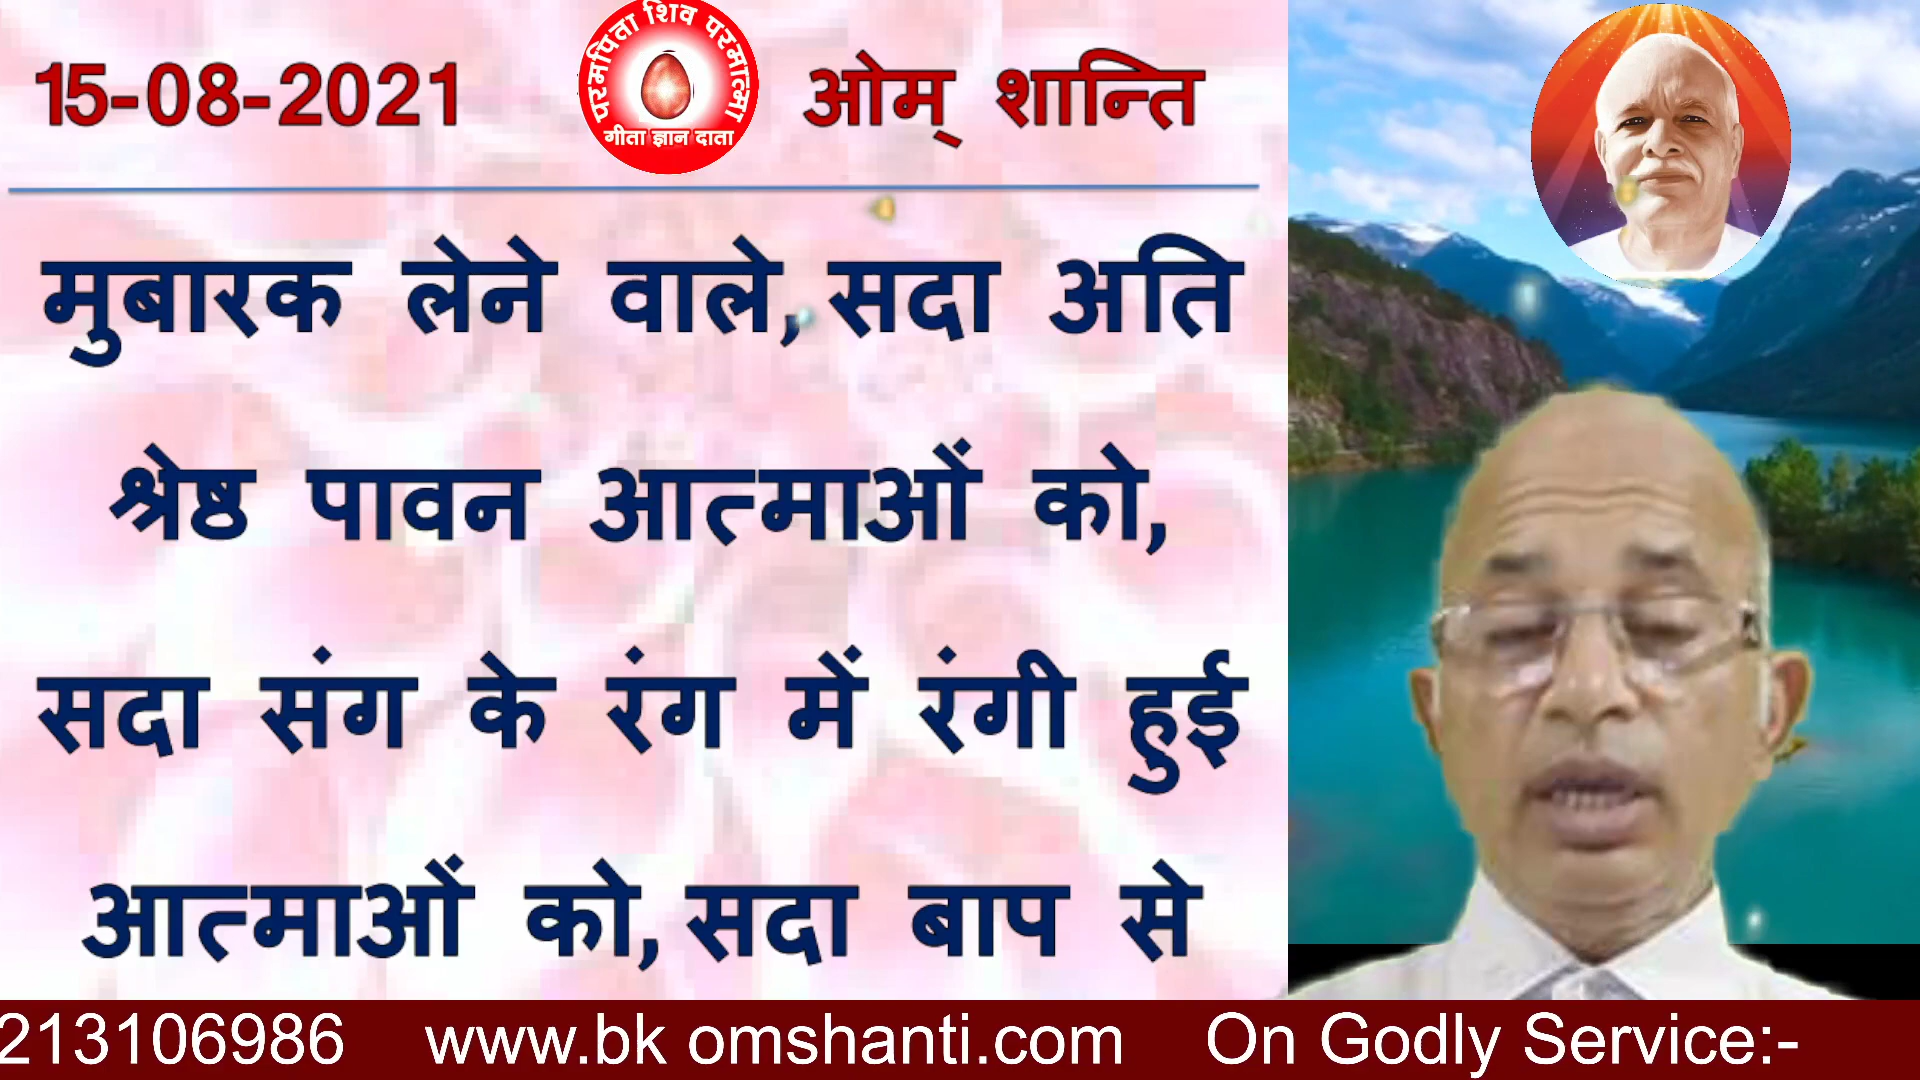 15-08-2021
परमपिता शिव परमात्मा
गीता ज्ञान दाता
ओम् शान्ति
मुबारक लेने वाले, सदा अति
श्रेष्ठ पावन आत्माओं को,
सदा संग के रंग में रंगी हुई
आत्माओं को, सदा बाप से
213106986 www.bk omshanti.com On Godly Service:-